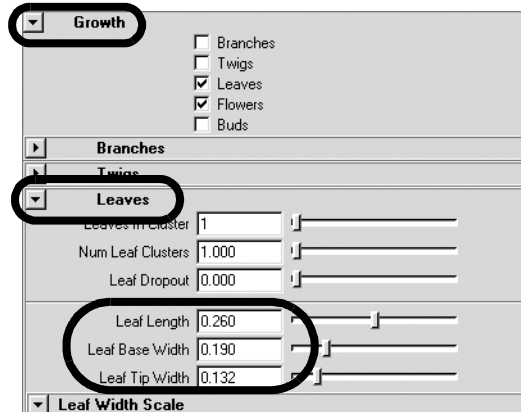 Growth
Branches
Twigs
Leaves
Flowers
Buds
Branches
Twigs
Leaves
Leaves In Cluster 1
Num Leaf Clusters 1.000
Leaf Dropout 0.000
Leaf Length 0.260
Leaf Base Width 0.190
Leaf Tip Width 0.132
Leaf Width Scale